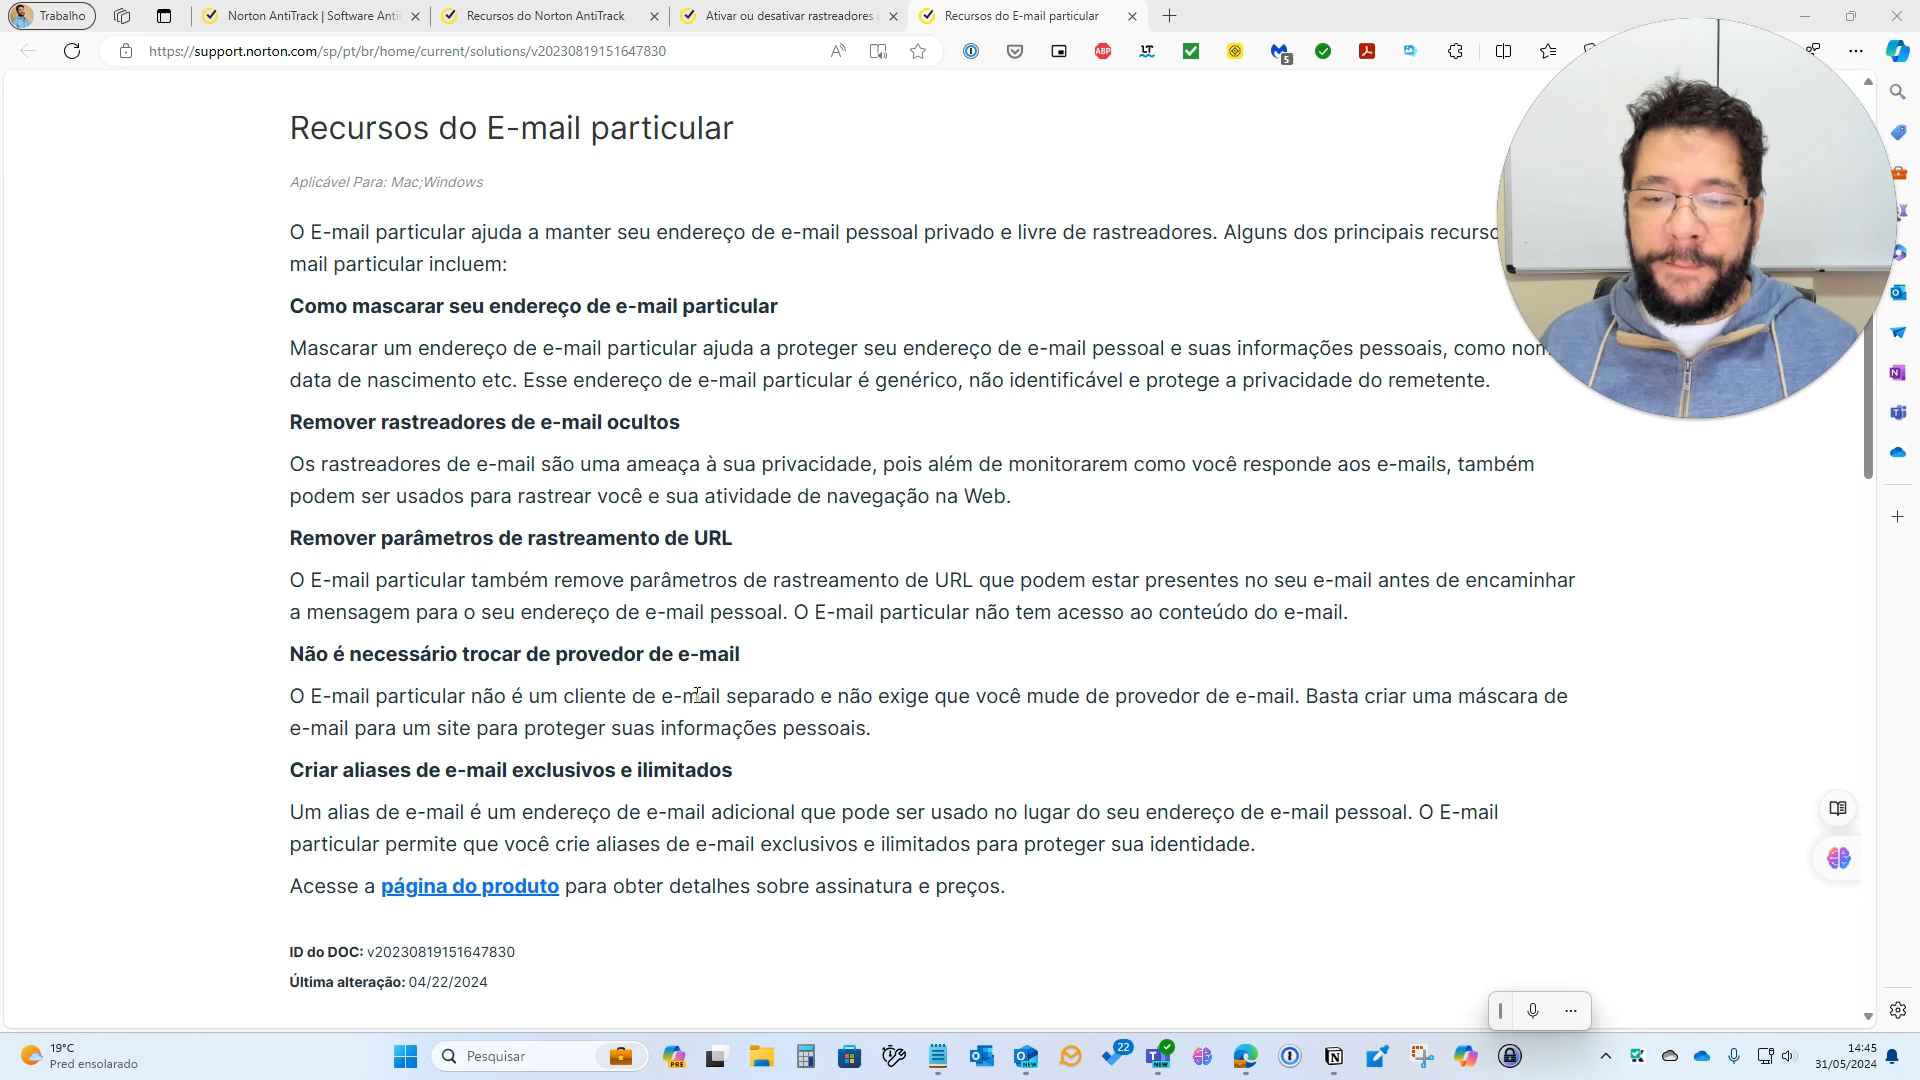 Trabalho
Norton AntiTrack | Software Anti
Recursos do Norton AntiTrack
Ativar ou desativar rastreadores
Recursos do E-mail particular
https://support.norton.com/sp/pt/br/home/current/solutions/v20230819151647830
ABP
LT
5
Recursos do E-mail particular
Aplicável Para: Mac;Windows
O E-mail particular ajuda a manter seu endereço de e-mail pessoal privado e livre de rastreadores. Alguns dos principais
mail particular incluem:
Como mascarar seu endereço de e-mail particular
Mascarar um endereço de e-mail particular ajuda a proteger seu endereço de e-mail pessoal e suas informações pessoais, como
data de nascimento etc. Esse endereço de e-mail particular é genérico, não identificável e protege a privacidade do remetente.
Remover rastreadores de e-mail ocultos
Os rastreadores de e-mail são uma ameaça à sua privacidade, pois além de monitorarem como você responde aos e-mails, também
podem ser usados para rastrear você e sua atividade de navegação na Web.
Remover parâmetros de rastreamento de URL
O E-mail particular também remove parâmetros de rastreamento de URL que podem estar presentes no seu e-mail antes de encaminhar
a mensagem para o seu endereço de e-mail pessoal. O E-mail particular não tem acesso ao conteúdo do e-mail.
Não é necessário trocar de provedor de e-mail
O E-mail particular não é um cliente de e-mail separado e não exige que você mude de provedor de e-mail. Basta criar uma máscara de
e-mail para um site para proteger suas informações pessoais.
Criar aliases de e-mail exclusivos e ilimitados
Um alias de e-mail é um endereço de e-mail adicional que pode ser usado no lugar do seu endereço de e-mail pessoal. O E-mail
particular permite que você crie aliases de e-mail exclusivos e ilimitados para proteger sua identidade.
Acesse a página do produto para obter detalhes sobre assinatura e preços.
ID do DOC: v20230819151647830
Última alteração: 04/22/2024
19°C
Pred ensolarado
Pesquisar
PRE
NEW
22
NEW
14:45
31/05/2024